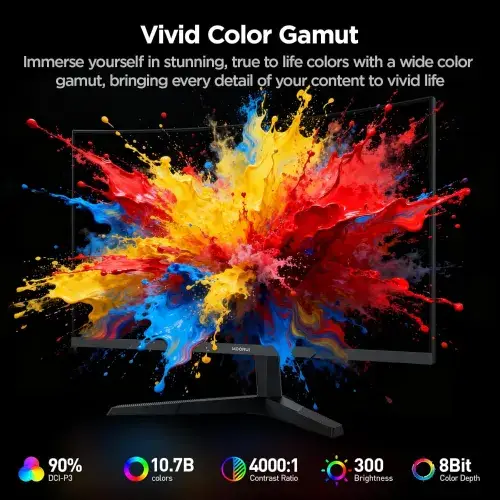 Vivid Color Gamut
Immerse yourself in stunning, true to life colors with a wide color
gamut, bringing every detail of your content to vivid life
KOORUI
90%
DCI-P3
10.7B
colors
4000:1
Contrast Ratio
300
Brightness
8Bit
Color Depth